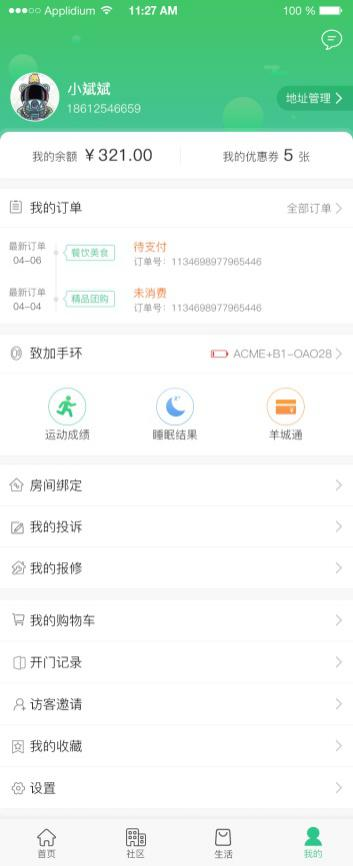 Applidium 11:27 AM 100 %
小斌斌
18612546659
地址管理
我的余额 ￥321.00 我的优惠券 5 张
我的订单 全部订单
最新订单 餐饮美食 待支付
04-06 订单号：1134698977965446
最新订单 精品团购 未消费
04-04 订单号：1134698977965446
致加手环 ACME+B1-OAO28
运动成绩 睡眠结果 羊城通
房间绑定
我的投诉
我的报修
我的购物车
开门记录
访客邀请
我的收藏
设置
首页 社区 生活 我的